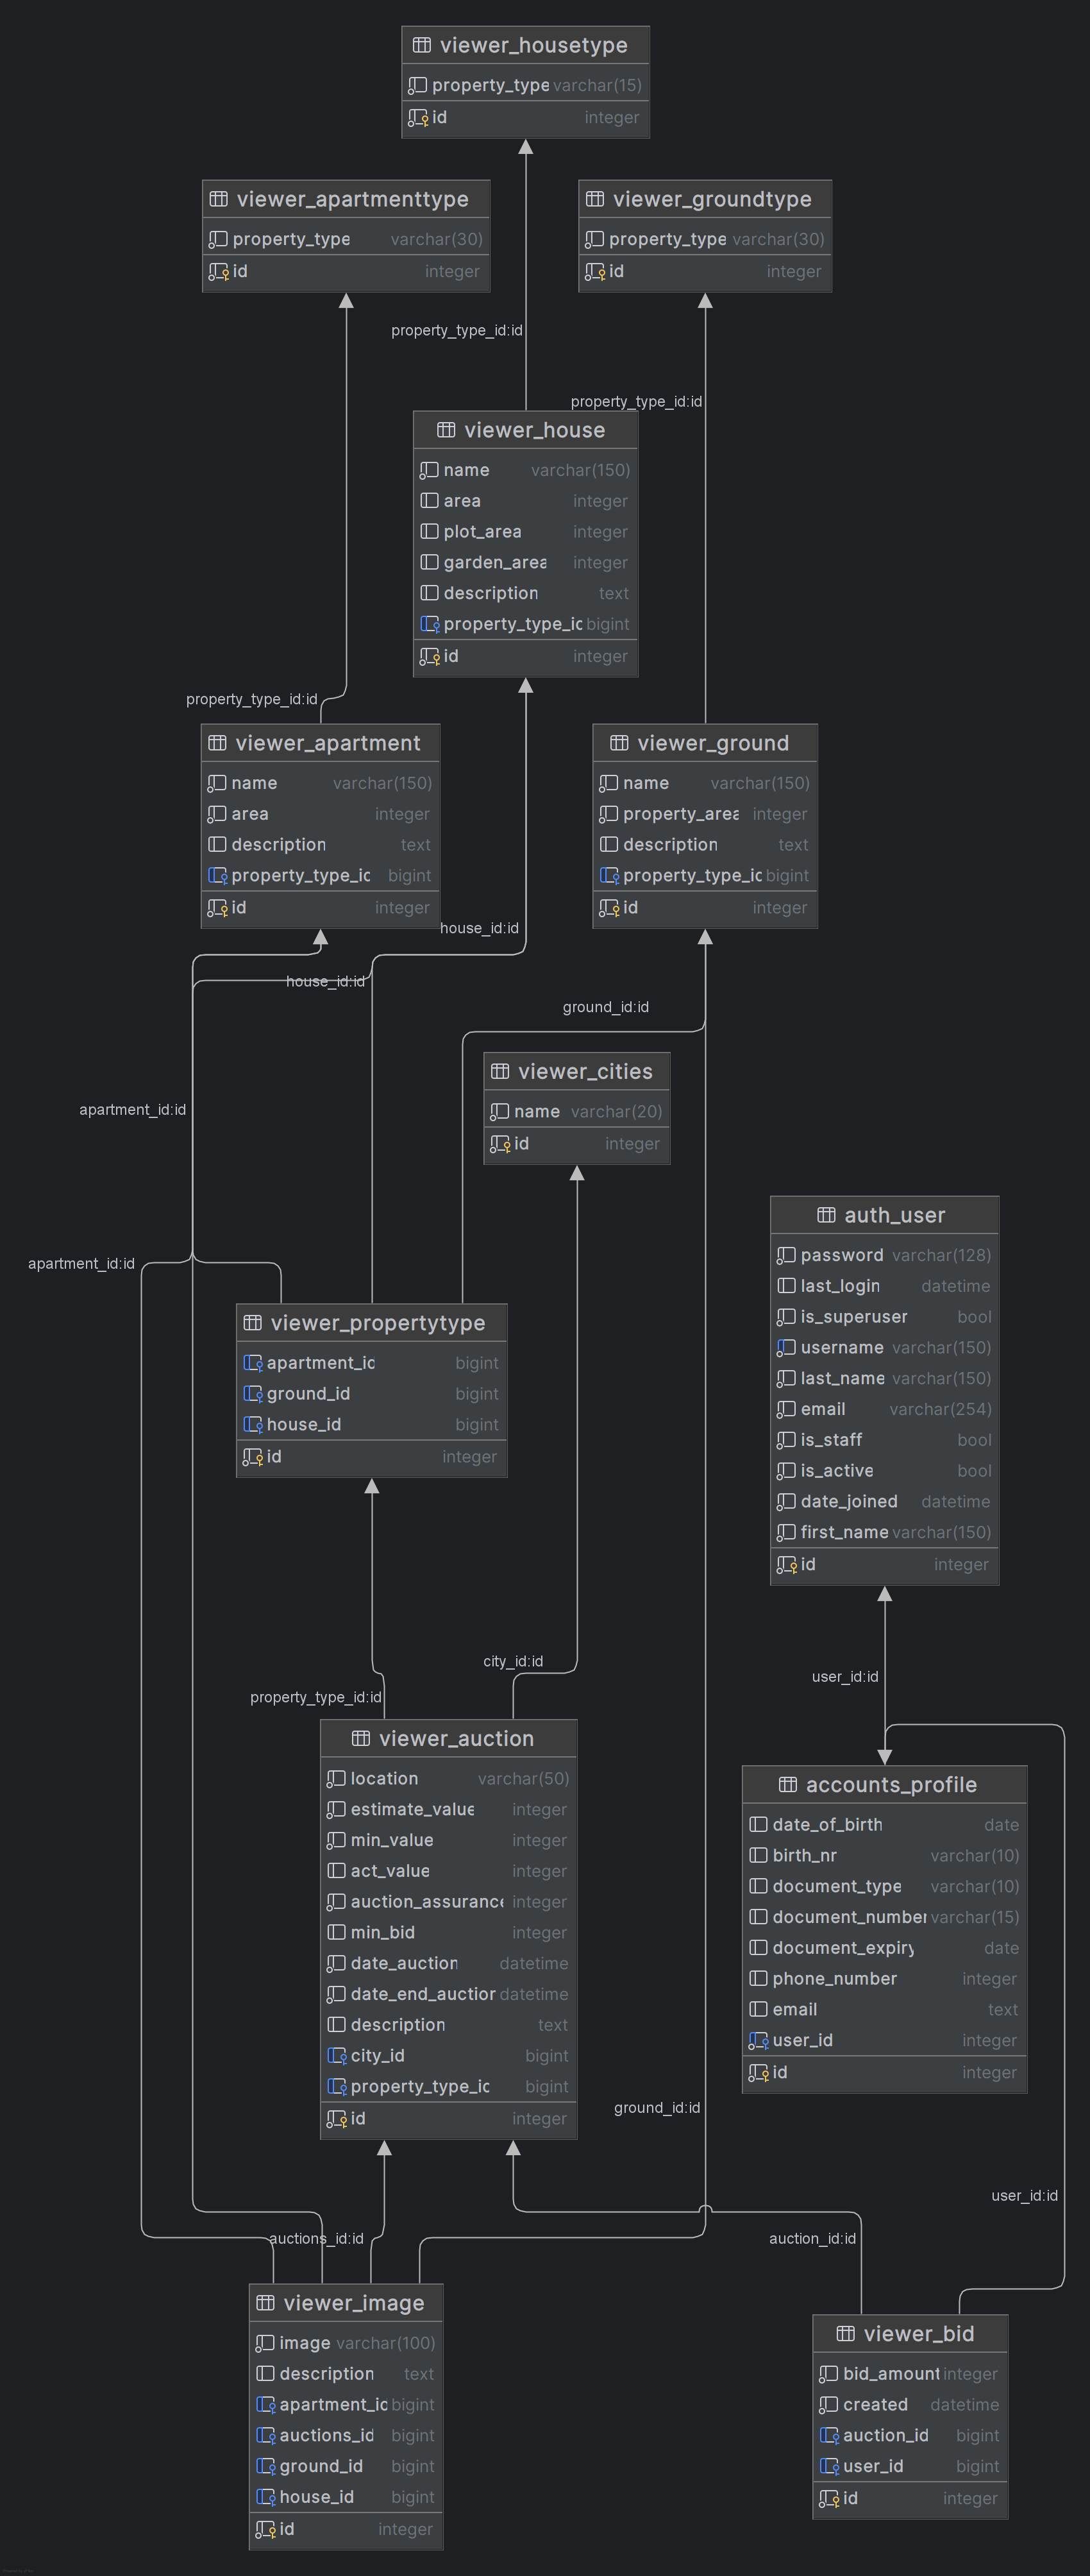 viewer_housetype
property_type varchar(15)
id integer
viewer_apartmenttype
property_type varchar(30)
id integer
viewer_groundtype
property_type varchar(30)
id integer
property_type_id:id
property_type_id:id
viewer_house
name varchar(150)
area integer
plot_area integer
garden_area integer
description text
property_type_id bigint
id integer
property_type_id:id
viewer_apartment
name varchar(150)
area integer
description text
property_type_id bigint
id integer
viewer_ground
name varchar(150)
property_area integer
description text
property_type_id bigint
id integer
house_id:id
house_id:id
ground_id:id
viewer_cities
name varchar(20)
id integer
apartment_id:id
apartment_id:id
auth_user
password varchar(128)
last_login datetime
is_superuser bool
username varchar(150)
last_name varchar(150)
email varchar(254)
is_staff bool
is_active bool
date_joined datetime
first_name varchar(150)
id integer
viewer_propertytype
apartment_id bigint
ground_id bigint
house_id bigint
id integer
city_id:id
user_id:id
property_type_id:id
viewer_auction
location varchar(50)
estimate_value integer
min_value integer
act_value integer
auction_assurance integer
min_bid integer
date_auction datetime
date_end_auction datetime
description text
city_id bigint
property_type_id bigint
id integer
accounts_profile
date_of_birth date
birth_nr varchar(10)
document_type varchar(10)
document_number varchar(15)
document_expiry date
phone_number integer
email text
user_id integer
id integer
ground_id:id
user_id:id
auctions_id:id
auction_id:id
viewer_image
image varchar(100)
description text
apartment_id bigint
auctions_id bigint
ground_id bigint
house_id bigint
id integer
viewer_bid
bid_amount integer
created datetime
auction_id bigint
user_id bigint
id integer